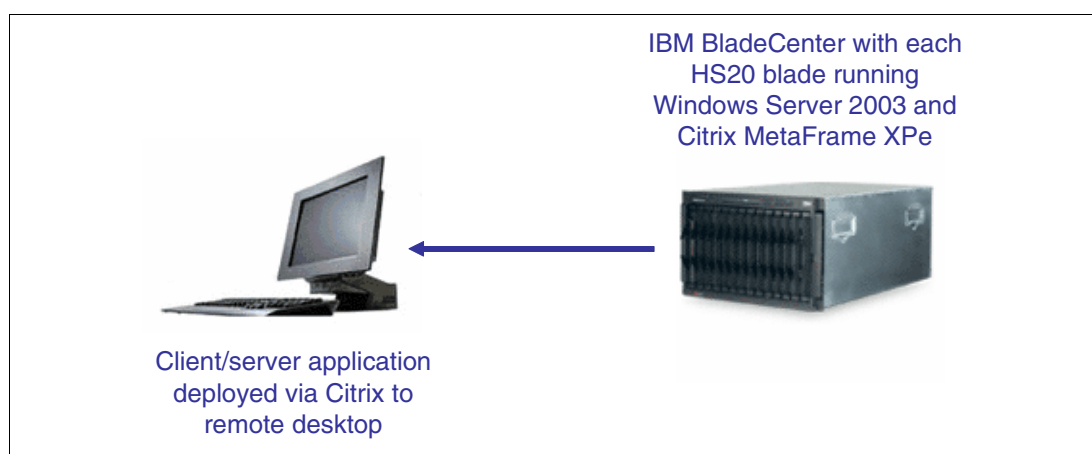 IBM BladeCenter with each
HS20 blade running
Windows Server 2003 and
Citrix MetaFrame XPe
Client/server application
deployed via Citrix to
remote desktop